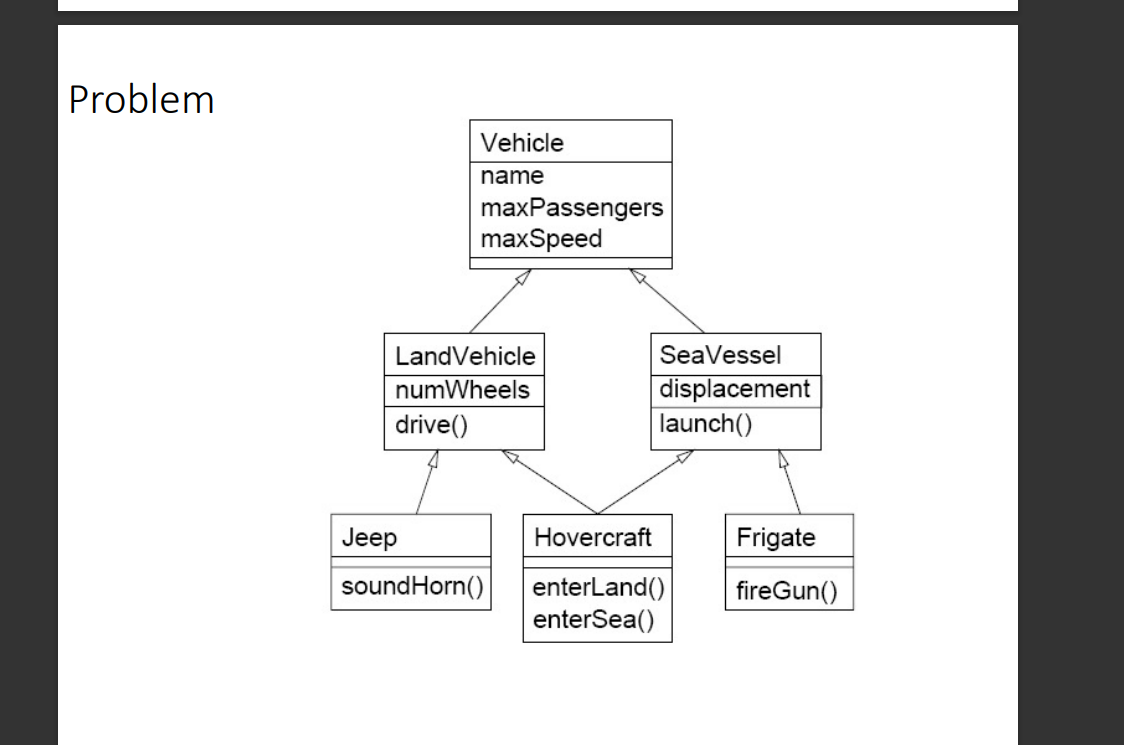 Problem
Vehicle
name
maxPassengers
maxSpeed
LandVehicle
numWheels
drive()
SeaVessel
displacement
launch()
Jeep
soundHorn()
Hovercraft
enterLand()
enterSea()
Frigate
fireGun()